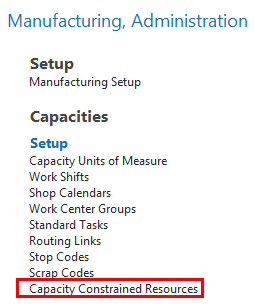 Manufacturing, Administration
Setup
Manufacturing Setup
Capacities
Setup
Capacity Units of Measure
Work Shifts
Shop Calendars
Work Center Groups
Standard Tasks
Routing Links
Stop Codes
Scrap Codes
Capacity Constrained Resources